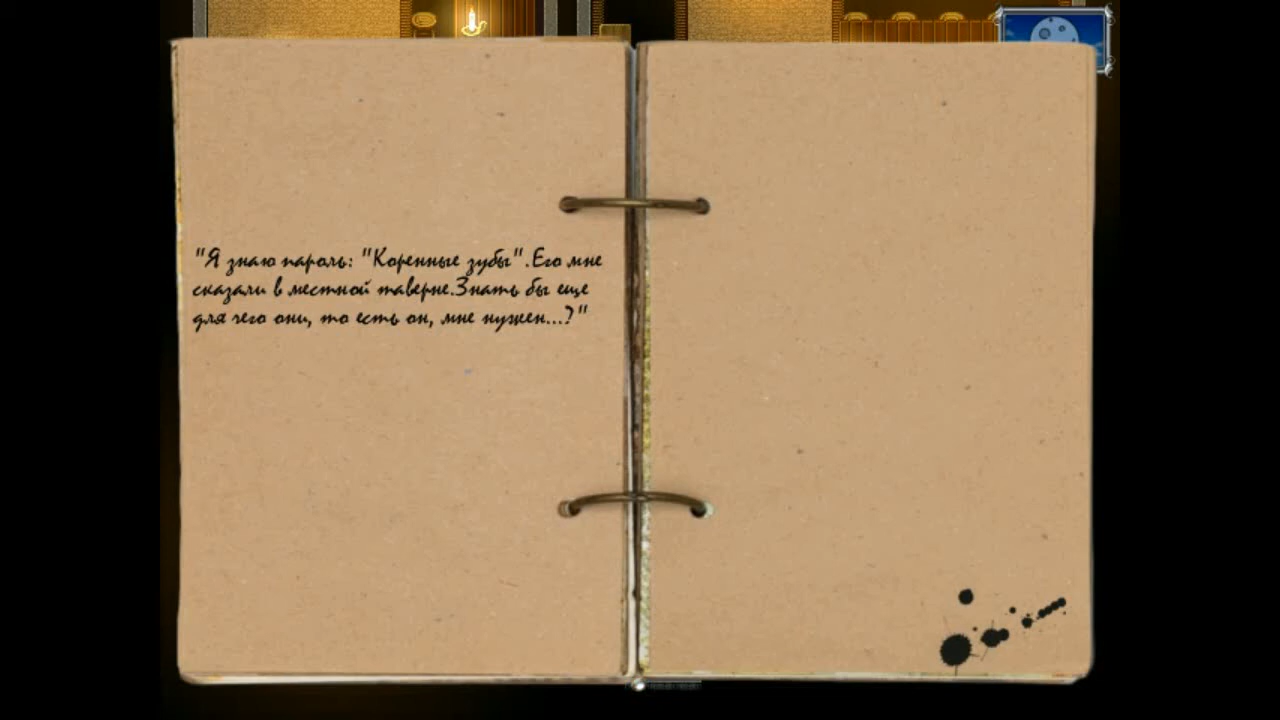 "Я знаю пароль: "Коренные зубы".Его мне
сказали в местной таверне.Знать бы еще
для чего они, то есть он, мне нужен...?"